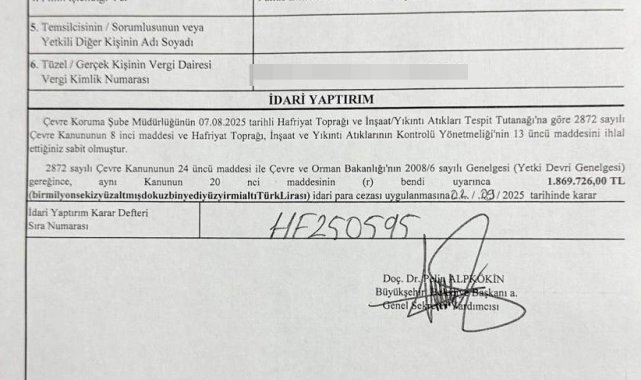 5. Temsilcisinin / Sorumlusunun veya
Yetkili Diğer Kişinin Adı Soyadı
6. Tüzel / Gerçek Kişinin Vergi Dairesi
Vergi Kimlik Numarası
İDARİ YAPTIRIM
Çevre Koruma Şube Müdürlüğünün 07.08.2025 tarihli Hafriyat Toprağı ve İnşaat/Yıkıntı Atıkları Tespit Tutanağı'na göre 2872 sayılı
Çevre Kanununun 8 inci maddesi ve Hafriyat Toprağı, İnşaat ve Yıkıntı Atıklarının Kontrolü Yönetmeliği'nin 13 üncü maddesini ihlal
ettiğiniz sabit olmuştur.
2872 sayılı Çevre Kanununun 24 üncü maddesi ile Çevre ve Orman Bakanlığının 2008/6 sayılı Genelgesi (Yetki Devri Genelgesi)
gereğince, aynı Kanunun 20 nci maddesinin (r) bendi uyarınca 1.869.726,00 TL
(birmilyonsekizyüzaltmışdokuzbinyediyüzyirmialtıTürkLirası) idari para cezası uygulanmasına 02 / 09 / 2025 tarihinde karar
İdari Yaptırım Karar Defteri
Sıra Numarası
HF250595
Doç. Dr. Pelin ALPKÖKİN
Büyükşehir Belediye Başkanı a.
Genel Sekreter Yardımcısı